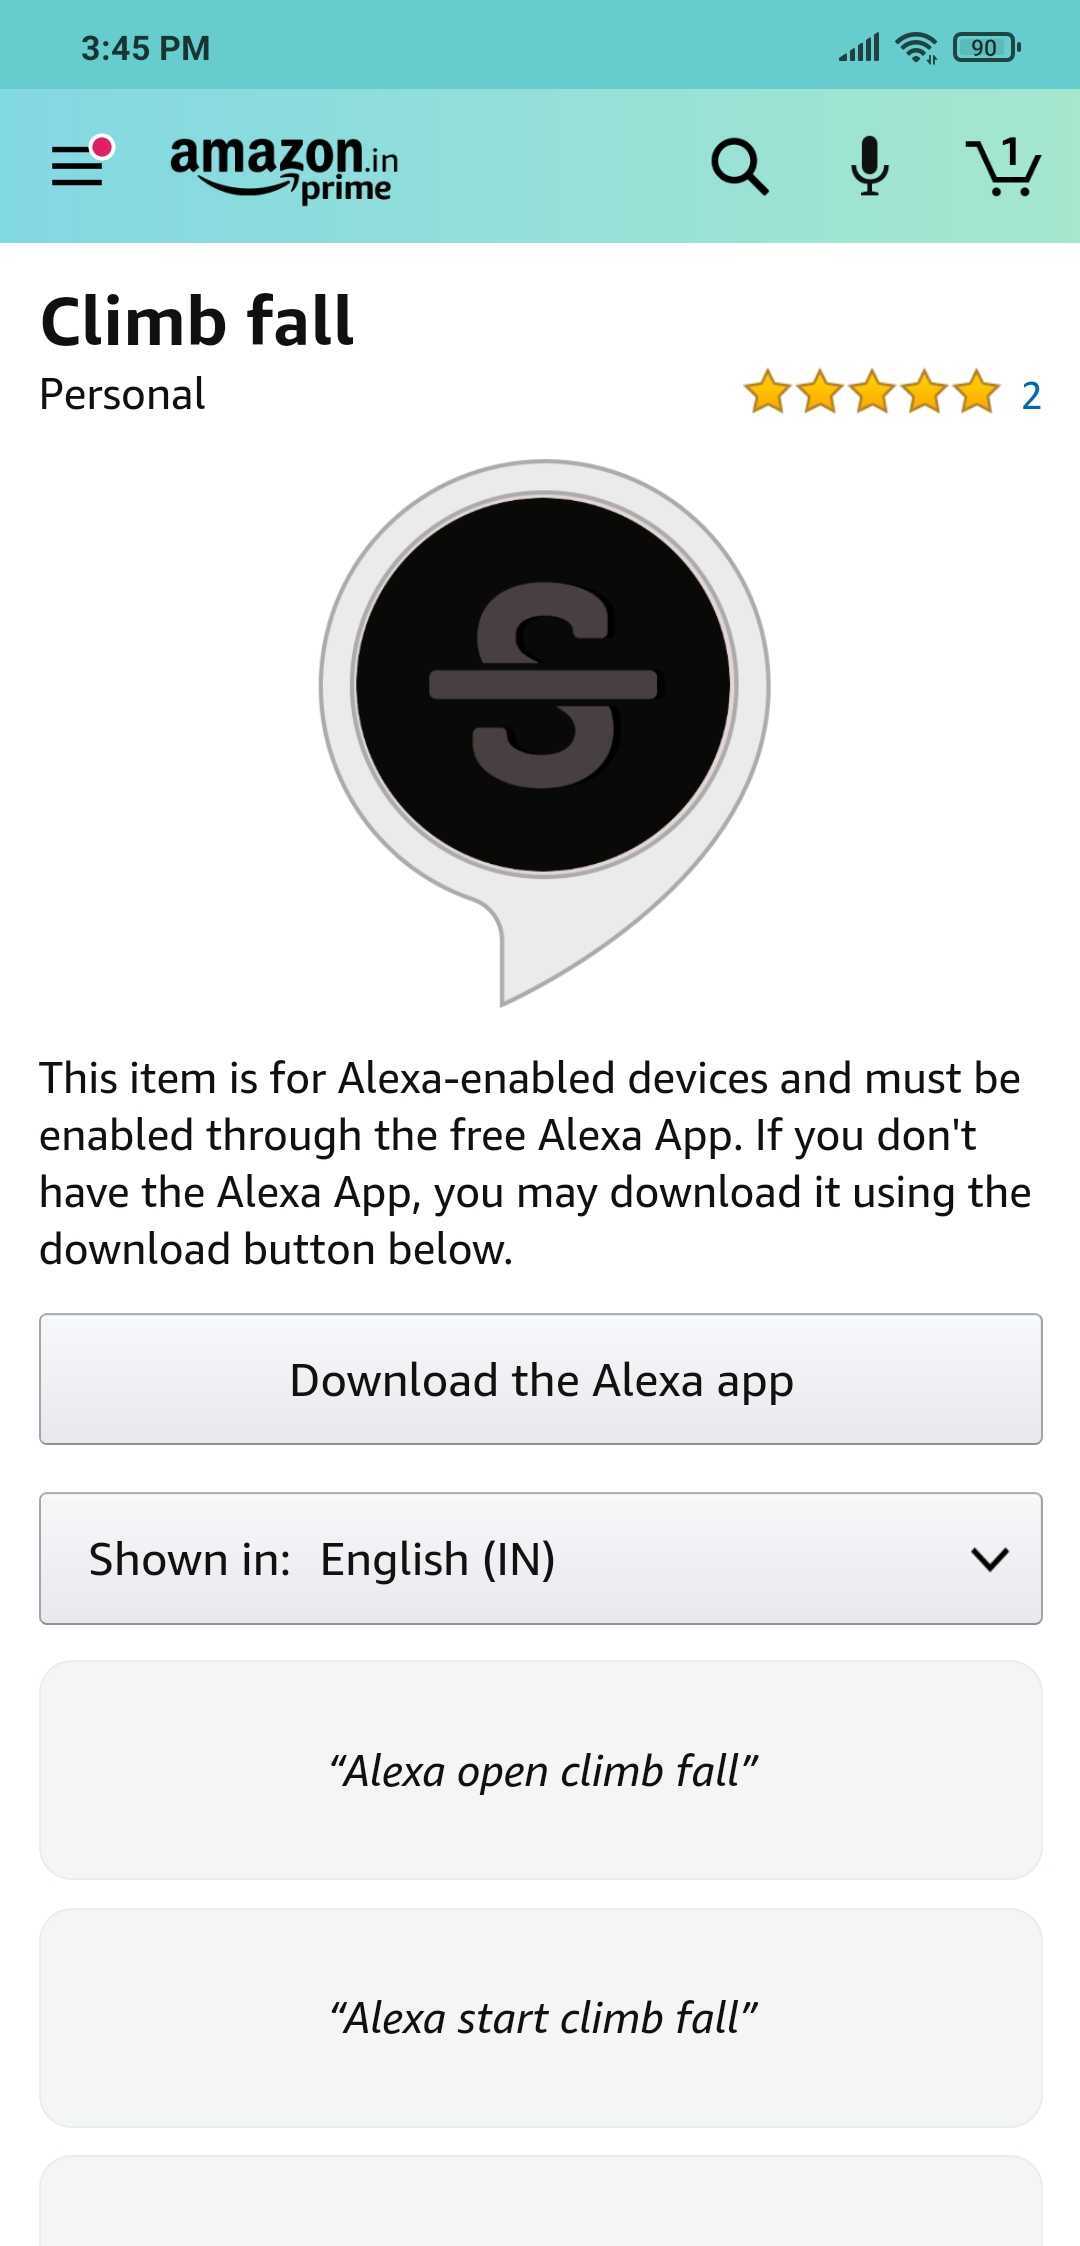 3:45 PM
90
amazon.in
prime
1
Climb fall
Personal
2
S
This item is for Alexa-enabled devices and must be
enabled through the free Alexa App. If you don't
have the Alexa App, you may download it using the
download button below.
Download the Alexa app
Shown in: English (IN)
“Alexa open climb fall”
“Alexa start climb fall”